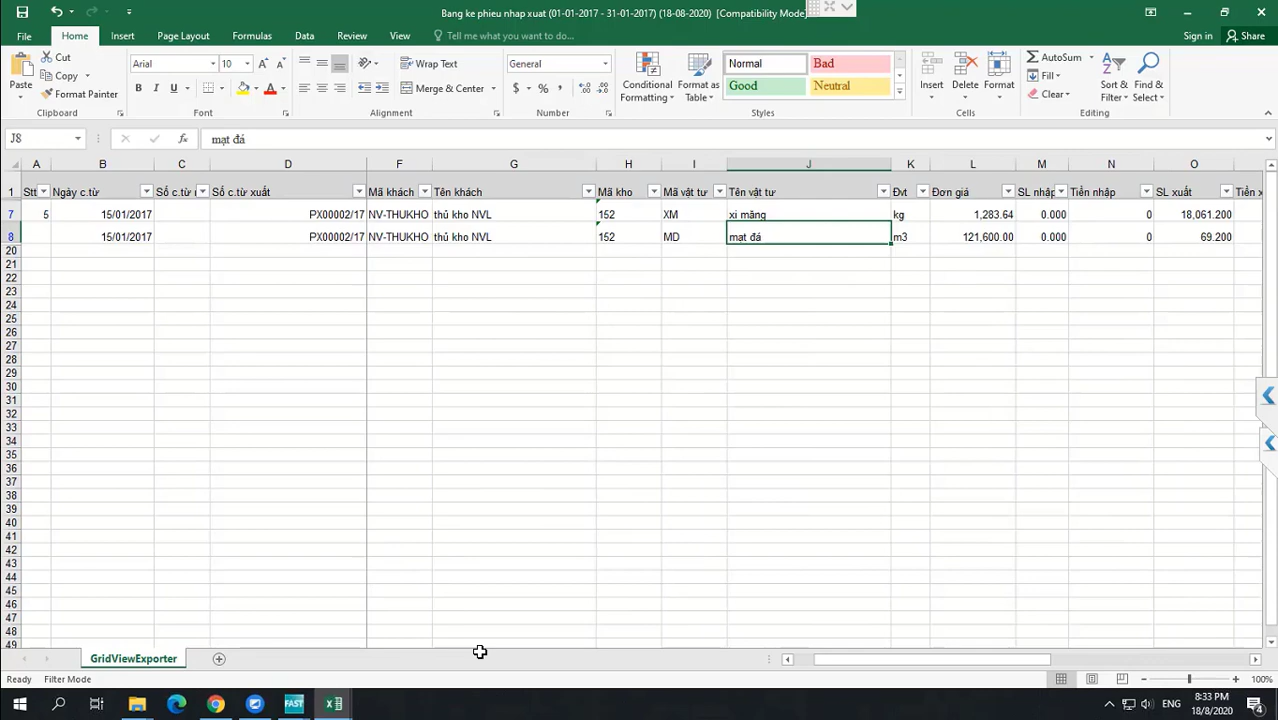 Bang ke phieu nhap xuat (01-01-2017 - 31-01-2017) (18-08-2020) [Compatibility Mode]
File Home Insert Page Layout Formulas Data Review View Tell me what you want to do... Sign in Share
Paste Cut Copy Format Painter Clipboard
Arial B I U A Font
Wrap Text Merge & Center Alignment
General $ % Number
Conditional Formatting Format as Table Normal Bad Good Neutral Styles
Insert Delete Format Cells
AutoSum Fill Clear Sort & Filter Find & Select Editing
J8 fx mạt đá
A B C D F G H I J K L M N O
1 Stt Ngày c.từ Số c.từ Số c.từ xuất Mã khách Tên khách Mã kho Mã vật tư Tên vật tư Đvt Đơn giá SL nhập Tiền nhập SL xuất Tiền
7 5 15/01/2017 PX00002/17 NV-THUKHO thủ kho NVL 152 XM xi măng kg 1,283.64 0.000 0 18,061.200
8 15/01/2017 PX00002/17 NV-THUKHO thủ kho NVL 152 MD mạt đá m3 121,600.00 0.000 0 69.200
20
21
22
23
24
25
26
27
28
29
30
31
32
33
34
35
36
37
38
39
40
41
42
43
44
45
46
47
48
49
GridViewExporter
Ready Filter Mode 100%
FAST ENG 8:33 PM
18/8/2020 4